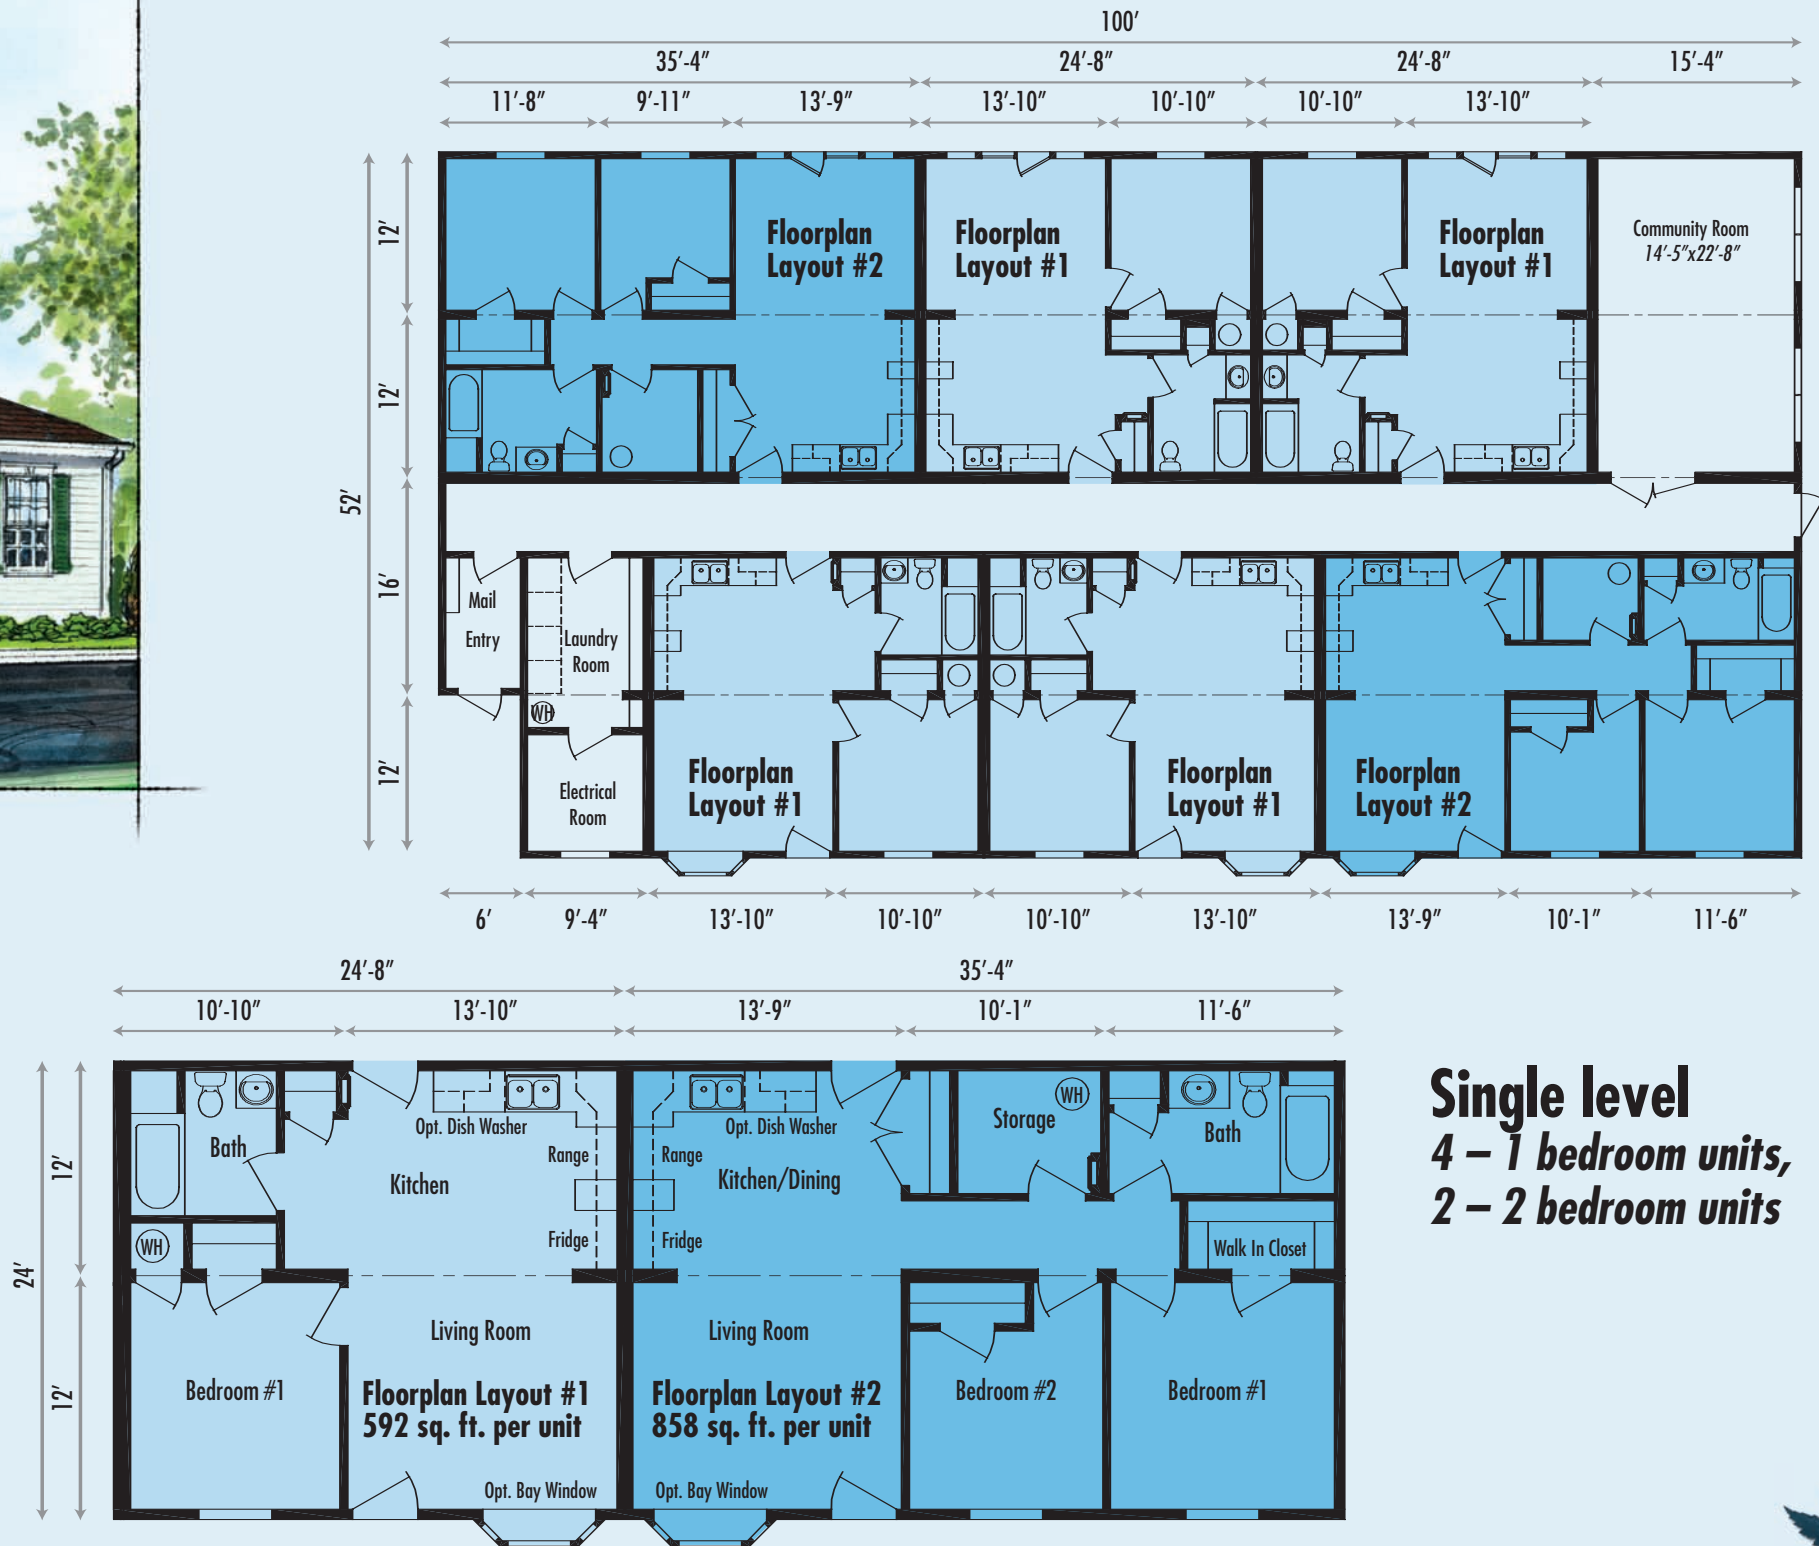 100′
35′-4″ 24′-8″ 24′-8″ 15′-4″
11′-8″ 9′-11″ 13′-9″ 13′-10″ 10′-10″ 10′-10″ 13′-10″
52′
12′
12′
16′
12′
Floorplan
Layout #2
Floorplan
Layout #1
Floorplan
Layout #1
Community Room
14′-5″x22′-8″
Mail
Entry
Laundry
Room
WH
Electrical
Room
Floorplan
Layout #1
Floorplan
Layout #1
Floorplan
Layout #2
6′ 9′-4″ 13′-10″ 10′-10″ 10′-10″ 13′-10″ 13′-9″ 10′-1″ 11′-6″
24′-8″ 35′-4″
10′-10″ 13′-10″ 13′-9″ 10′-1″ 11′-6″
24′
12′
12′
Bath
WH
Bedroom #1
Opt. Dish Washer
Range
Kitchen
Fridge
Living Room
Floorplan Layout #1
592 sq. ft. per unit
Opt. Bay Window
Opt. Dish Washer
Range
Kitchen/Dining
Fridge
Living Room
Floorplan Layout #2
858 sq. ft. per unit
Opt. Bay Window
Storage
WH
Bath
Walk In Closet
Bedroom #2
Bedroom #1
Single level
4 – 1 bedroom units,
2 – 2 bedroom units